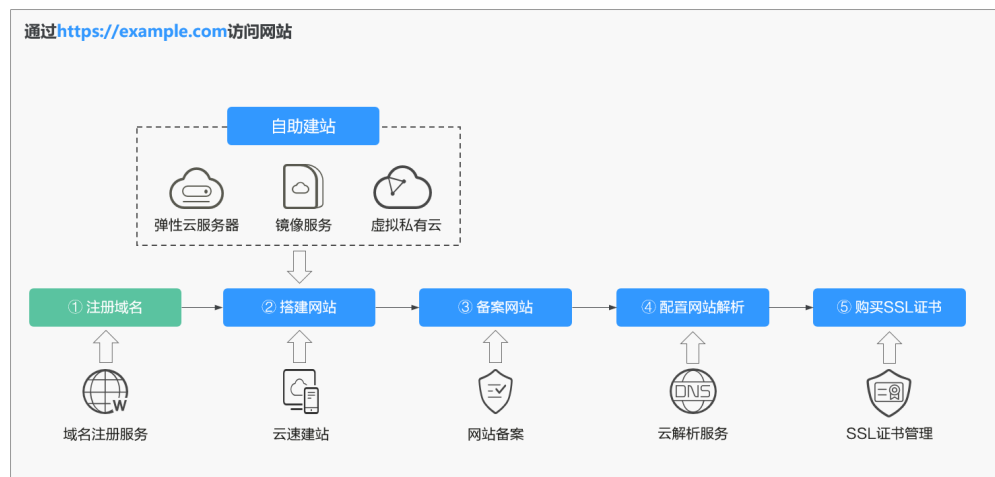 通过https://example.com访问网站
自助建站
弹性云服务器 镜像服务 虚拟私有云
① 注册域名 ② 搭建网站 ③ 备案网站 ④ 配置网站解析 ⑤ 购买SSL证书
W DNS
域名注册服务 云速建站 网站备案 云解析服务 SSL证书管理